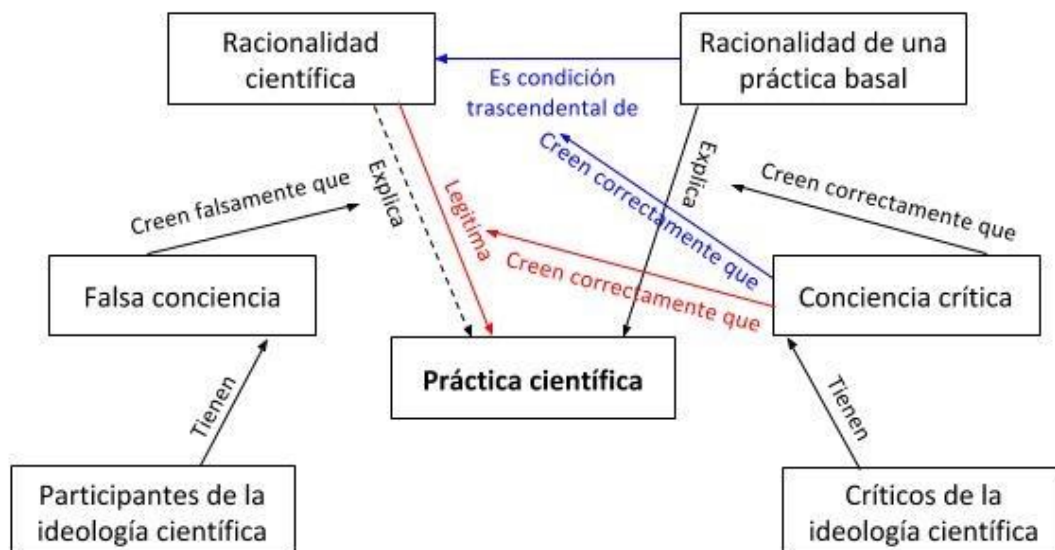 Racionalidad
científica
Racionalidad de una
práctica basal
Es condición
trascendental de
Creen correctamente que
Explica
Creen correctamente que
Creen falsamente que
Explica
Legitima
Creen correctamente que
Falsa conciencia
Conciencia crítica
Práctica científica
Tienen
Tienen
Participantes de la
ideología científica
Críticos de la
ideología científica